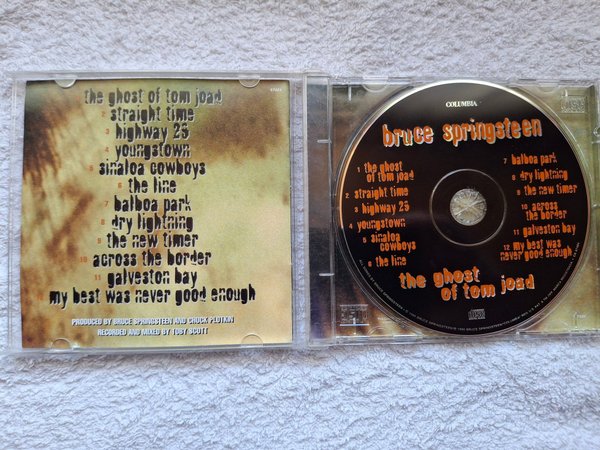 the ghost of tom joad
straight time
3 highway 29
4 youngstown
5 sinaloa cowboys
6 the line
7 balboa park
8 dry lightning
9 the new timer
10 across the border
11 galveston bay
my best was never good enough
PRODUCED BY BRUCE SPRINGSTEEN AND CHUCK PLOTKIN
RECORDED AND MIXED BY TOBY SCOTT
COLUMBIA
bruce springsteen
1 the ghost
of tom joad
2 straight time
3 highway 29
4 youngstown
5 sinaloa
cowboys
6 the line
7 balboa park
8 dry lightning
9 the new timer
10 across
the border
11 galveston bay
12 my best was
never good enough
the ghost
of tom joad